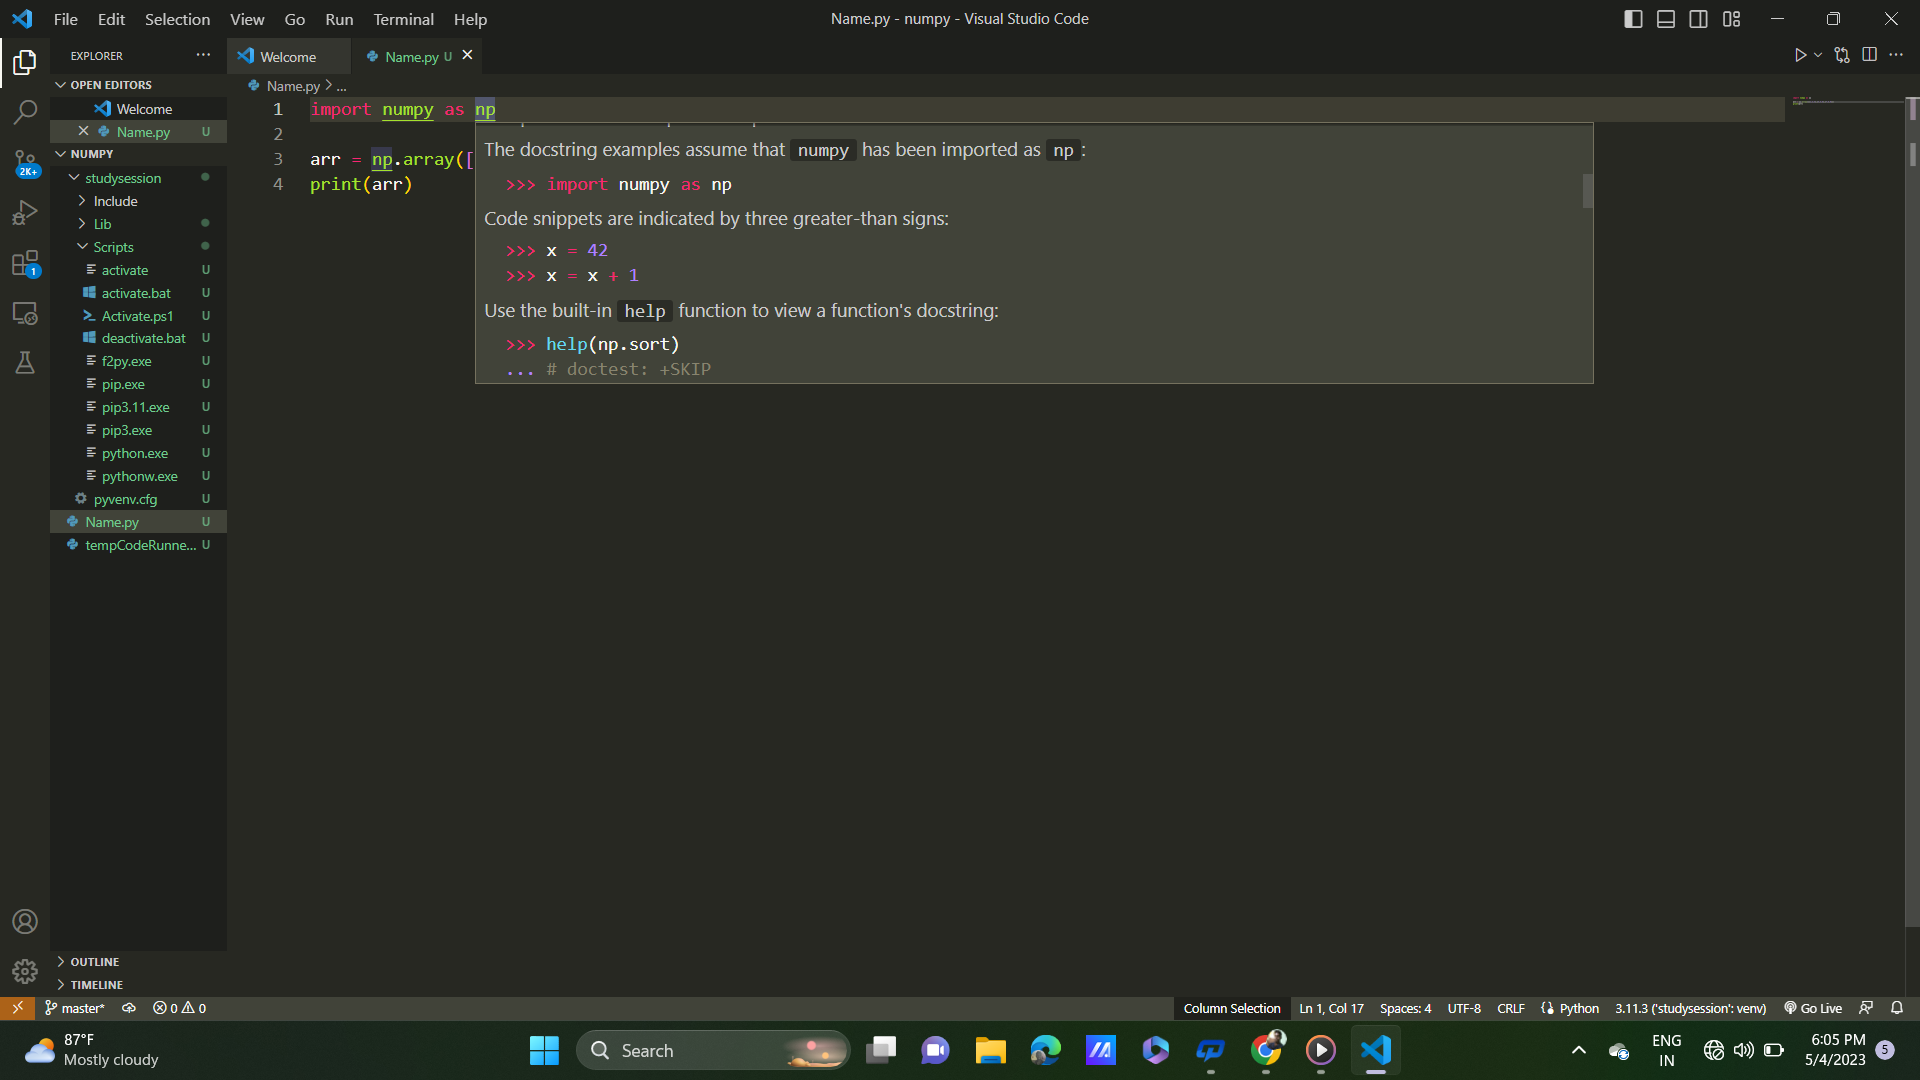 File Edit Selection View Go Run Terminal Help
Name.py - numpy - Visual Studio Code
EXPLORER ...
Welcome
Name.py U
OPEN EDITORS
Welcome
Name.py U
NUMPY
studysession
Include
Lib
Scripts
activate U
activate.bat U
Activate.ps1 U
deactivate.bat U
f2py.exe U
pip.exe U
pip3.11.exe U
pip3.exe U
python.exe U
pythonw.exe U
pyvenv.cfg U
Name.py U
tempCodeRunne... U
OUTLINE
TIMELINE
2K+
1
Name.py > ...
1 import numpy as np
2
3 arr = np.array([
4 print(arr)
The docstring examples assume that numpy has been imported as np:
>>> import numpy as np
Code snippets are indicated by three greater-than signs:
>>> x = 42
>>> x = x + 1
Use the built-in help function to view a function's docstring:
>>> help(np.sort)
... # doctest: +SKIP
master* 0 0 Column Selection Ln 1, Col 17 Spaces: 4 UTF-8 CRLF Python 3.11.3 ('studysession': venv) Go Live
87°F
Mostly cloudy
Search
ENG
IN
6:05 PM
5/4/2023
5